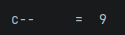 c--     =  9